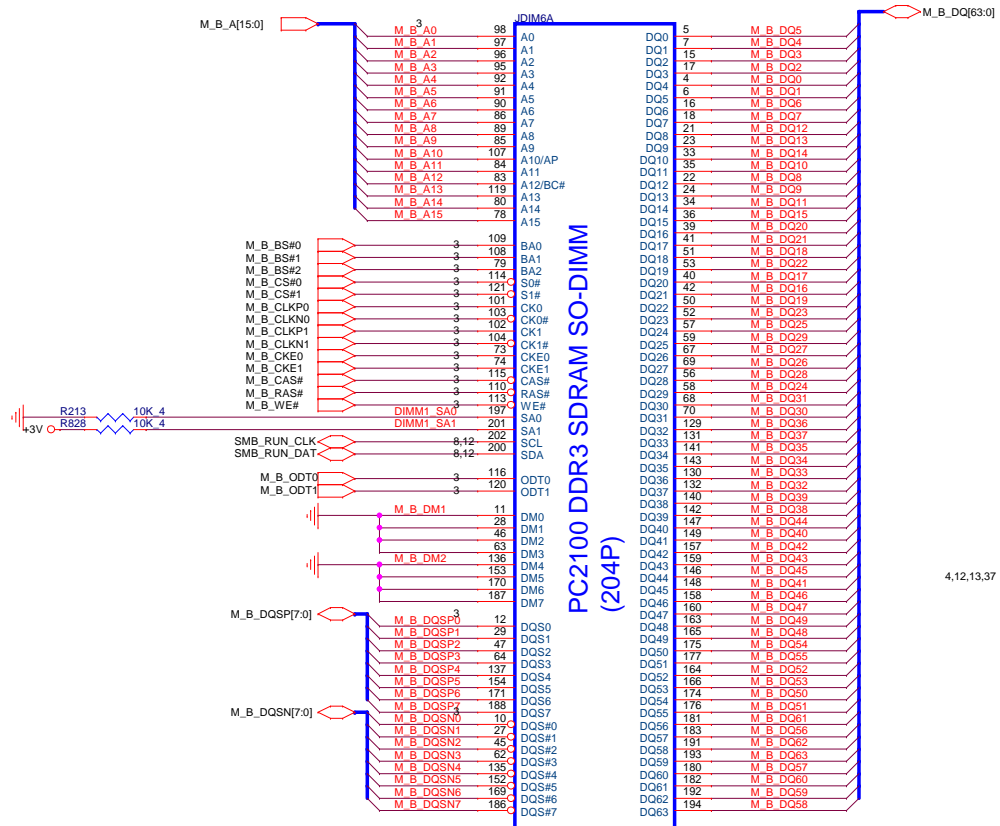 M_B_A[15:0] 3 JDIM6A M_B_DQ[63:0]
M_B_A0 98 A0 DQ0 5 M_B_DQ5
M_B_A1 97 A1 DQ1 7 M_B_DQ4
M_B_A2 96 A2 DQ2 15 M_B_DQ3
M_B_A3 95 A3 DQ3 17 M_B_DQ2
M_B_A4 92 A4 DQ4 4 M_B_DQ0
M_B_A5 91 A5 DQ5 6 M_B_DQ1
M_B_A6 90 A6 DQ6 16 M_B_DQ6
M_B_A7 86 A7 DQ7 18 M_B_DQ7
M_B_A8 89 A8 DQ8 21 M_B_DQ12
M_B_A9 85 A9 DQ9 23 M_B_DQ13
M_B_A10 107 A10/AP DQ10 33 M_B_DQ14
M_B_A11 84 A11 DQ11 35 M_B_DQ10
M_B_A12 83 A12/BC# DQ12 22 M_B_DQ8
M_B_A13 119 A13 DQ13 24 M_B_DQ9
M_B_A14 80 A14 DQ14 34 M_B_DQ11
M_B_A15 78 A15 DQ15 36 M_B_DQ15
DQ16 39 M_B_DQ20
M_B_BS#0 3 109 BA0 DQ17 41 M_B_DQ21
M_B_BS#1 3 108 BA1 DQ18 51 M_B_DQ18
M_B_BS#2 3 79 BA2 DQ19 53 M_B_DQ22
M_B_CS#0 3 114 S0# DQ20 40 M_B_DQ17
M_B_CS#1 3 121 S1# DQ21 42 M_B_DQ16
M_B_CLKP0 3 101 CK0 DQ22 50 M_B_DQ19
M_B_CLKN0 3 103 CK0# DQ23 52 M_B_DQ23
M_B_CLKP1 3 102 CK1 DQ24 57 M_B_DQ25
M_B_CLKN1 3 104 CK1# DQ25 59 M_B_DQ29
M_B_CKE0 3 73 CKE0 DQ26 67 M_B_DQ27
M_B_CKE1 3 74 CKE1 DQ27 69 M_B_DQ26
M_B_CAS# 3 115 CAS# DQ28 56 M_B_DQ28
M_B_RAS# 3 110 RAS# DQ29 58 M_B_DQ24
M_B_WE# 3 113 WE# DQ30 68 M_B_DQ31
R213 10K_4 DIMM1_SA0 197 SA0 DQ31 70 M_B_DQ30
+3V R828 10K_4 DIMM1_SA1 201 SA1 DQ32 129 M_B_DQ36
SMB_RUN_CLK 8,12 202 SCL DQ33 131 M_B_DQ37
SMB_RUN_DAT 8,12 200 SDA DQ34 141 M_B_DQ35
DQ35 143 M_B_DQ34
M_B_ODT0 3 116 ODT0 DQ36 130 M_B_DQ33
M_B_ODT1 3 120 ODT1 DQ37 132 M_B_DQ32
DQ38 140 M_B_DQ39
M_B_DM1 11 DM0 DQ39 142 M_B_DQ38
28 DM1 DQ40 147 M_B_DQ44
46 DM2 DQ41 149 M_B_DQ40
63 DM3 DQ42 157 M_B_DQ42
M_B_DM2 136 DM4 DQ43 159 M_B_DQ43
153 DM5 DQ44 146 M_B_DQ45
170 DM6 DQ45 148 M_B_DQ41
187 DM7 DQ46 158 M_B_DQ46
M_B_DQSP[7:0] 3 DQ47 160 M_B_DQ47
M_B_DQSP0 12 DQS0 DQ48 163 M_B_DQ49
M_B_DQSP1 29 DQS1 DQ49 165 M_B_DQ48
M_B_DQSP2 47 DQS2 DQ50 175 M_B_DQ54
M_B_DQSP3 64 DQS3 DQ51 177 M_B_DQ55
M_B_DQSP4 137 DQS4 DQ52 164 M_B_DQ52
M_B_DQSP5 154 DQS5 DQ53 166 M_B_DQ53
M_B_DQSP6 171 DQS6 DQ54 174 M_B_DQ50
M_B_DQSP7 188 DQS7 DQ55 176 M_B_DQ51
M_B_DQSN[7:0] 3
M_B_DQSN0 10 DQS#0 DQ56 181 M_B_DQ61
M_B_DQSN1 27 DQS#1 DQ57 183 M_B_DQ56
M_B_DQSN2 45 DQS#2 DQ58 191 M_B_DQ62
M_B_DQSN3 62 DQS#3 DQ59 193 M_B_DQ63
M_B_DQSN4 135 DQS#4 DQ60 180 M_B_DQ57
M_B_DQSN5 152 DQS#5 DQ61 182 M_B_DQ60
M_B_DQSN6 169 DQS#6 DQ62 192 M_B_DQ59
M_B_DQSN7 186 DQS#7 DQ63 194 M_B_DQ58
PC2100 DDR3 SDRAM SO-DIMM
(204P)
4,12,13,37